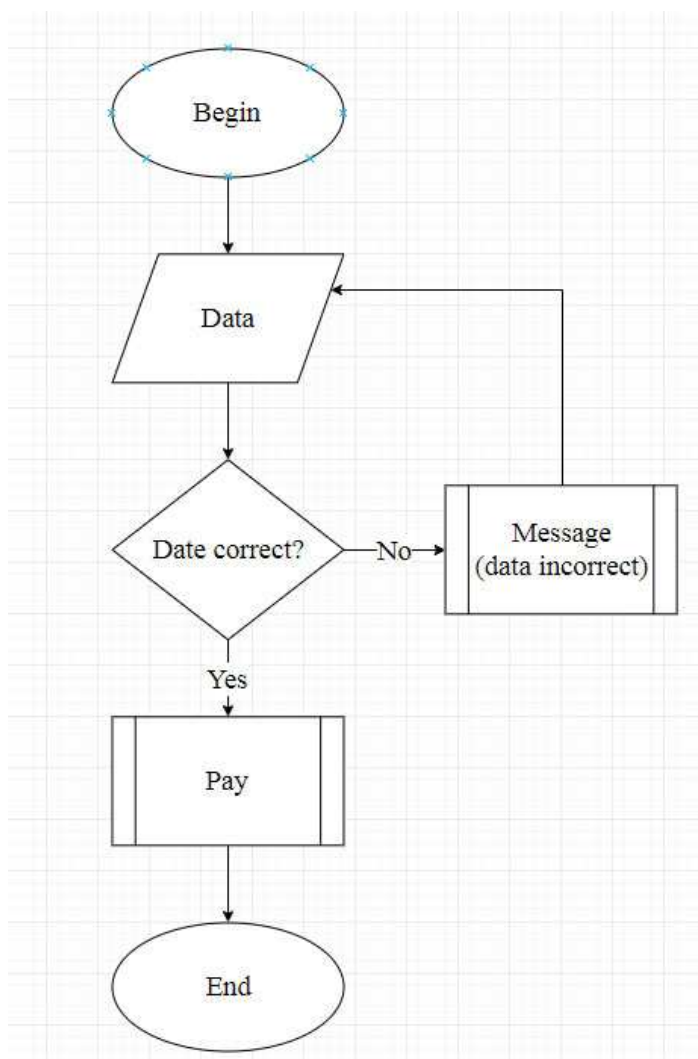 Begin
Data
Date correct?
No
Message
(data incorrect)
Yes
Pay
End